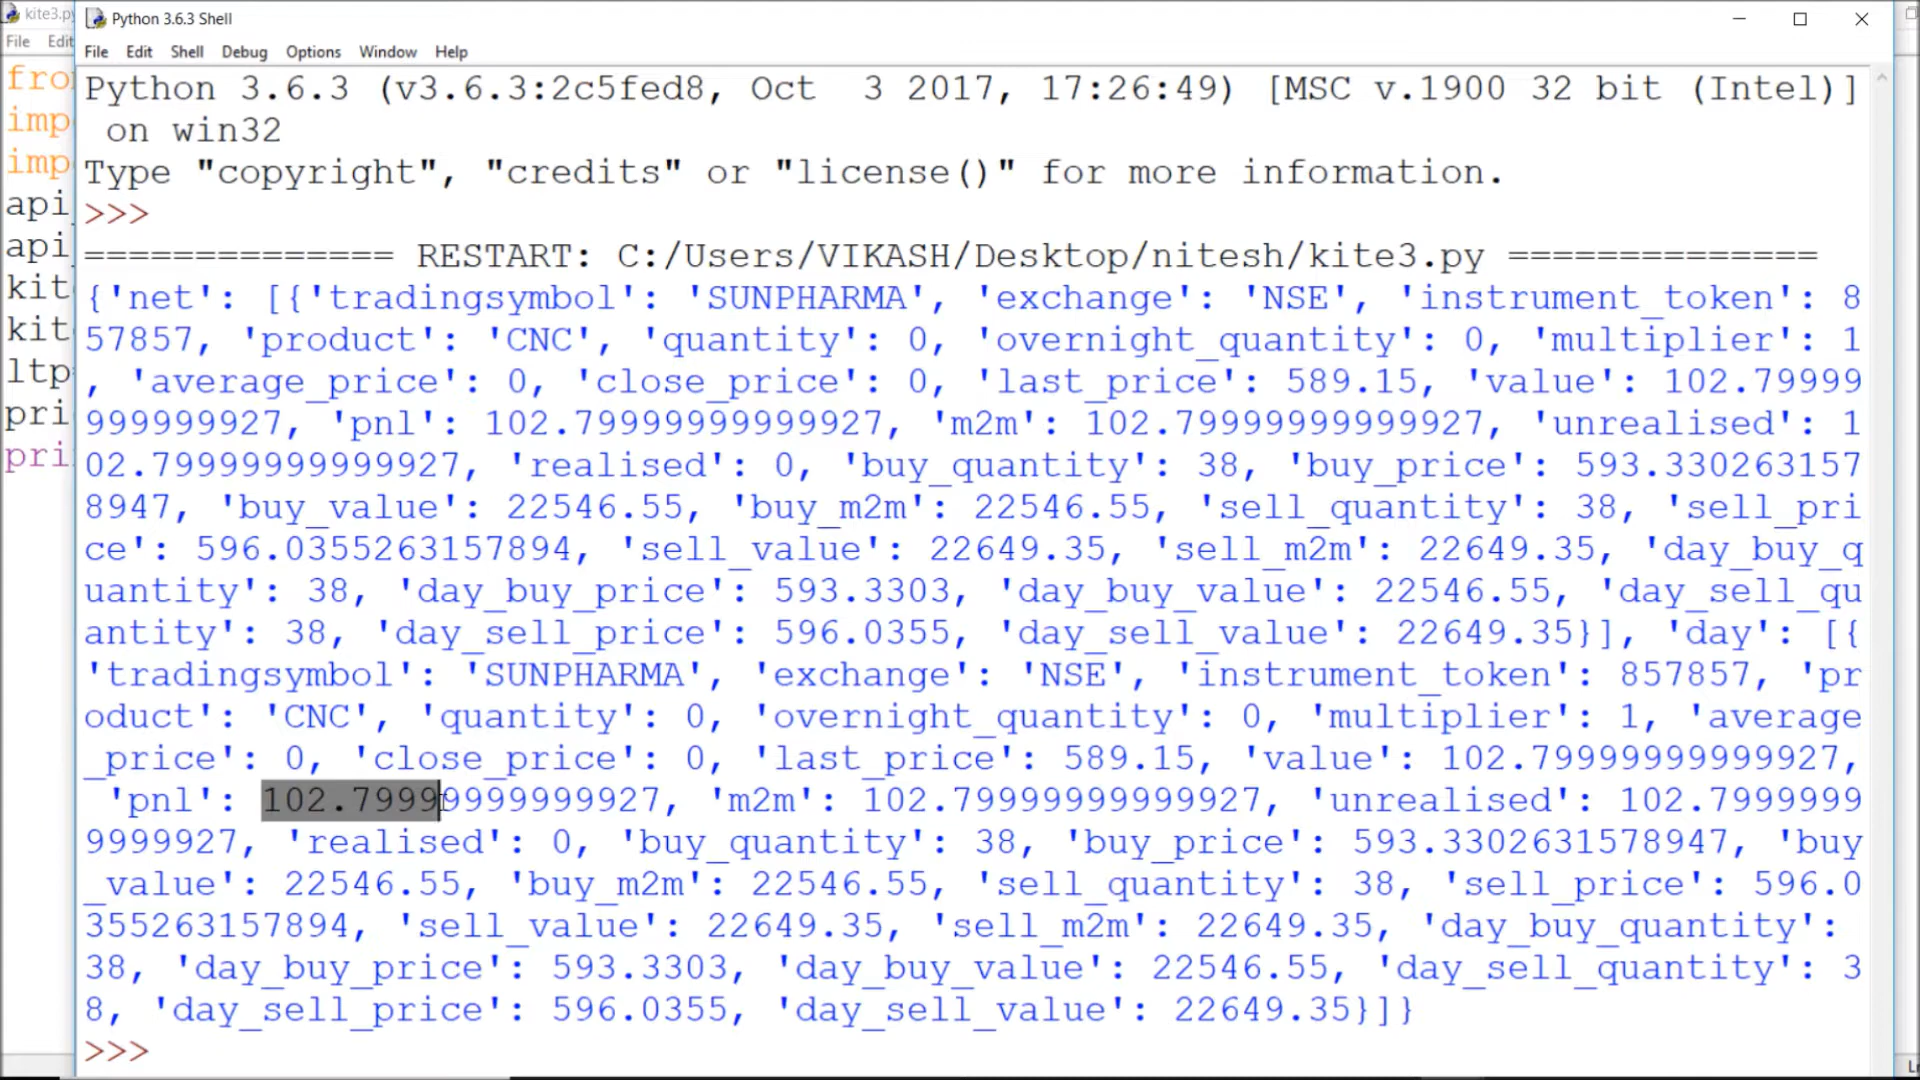 kite3.py
Python 3.6.3 Shell
File Edit
File Edit Shell Debug Options Window Help
Python 3.6.3 (v3.6.3:2c5fed8, Oct  3 2017, 17:26:49) [MSC v.1900 32 bit (Intel)]
on win32
Type "copyright", "credits" or "license()" for more information.
>>>
============== RESTART: C:/Users/VIKASH/Desktop/nitesh/kite3.py ==============
{'net': [{'tradingsymbol': 'SUNPHARMA', 'exchange': 'NSE', 'instrument_token': 8
57857, 'product': 'CNC', 'quantity': 0, 'overnight_quantity': 0, 'multiplier': 1
, 'average_price': 0, 'close_price': 0, 'last_price': 589.15, 'value': 102.79999
999999927, 'pnl': 102.79999999999927, 'm2m': 102.79999999999927, 'unrealised': 1
02.79999999999927, 'realised': 0, 'buy_quantity': 38, 'buy_price': 593.330263157
8947, 'buy_value': 22546.55, 'buy_m2m': 22546.55, 'sell_quantity': 38, 'sell_pri
ce': 596.0355263157894, 'sell_value': 22649.35, 'sell_m2m': 22649.35, 'day_buy_q
uantity': 38, 'day_buy_price': 593.3303, 'day_buy_value': 22546.55, 'day_sell_qu
antity': 38, 'day_sell_price': 596.0355, 'day_sell_value': 22649.35}], 'day': [{
'tradingsymbol': 'SUNPHARMA', 'exchange': 'NSE', 'instrument_token': 857857, 'pr
oduct': 'CNC', 'quantity': 0, 'overnight_quantity': 0, 'multiplier': 1, 'average
_price': 0, 'close_price': 0, 'last_price': 589.15, 'value': 102.79999999999927,
'pnl': 102.79999999999927, 'm2m': 102.79999999999927, 'unrealised': 102.7999999
9999927, 'realised': 0, 'buy_quantity': 38, 'buy_price': 593.3302631578947, 'buy
_value': 22546.55, 'buy_m2m': 22546.55, 'sell_quantity': 38, 'sell_price': 596.0
355263157894, 'sell_value': 22649.35, 'sell_m2m': 22649.35, 'day_buy_quantity':
38, 'day_buy_price': 593.3303, 'day_buy_value': 22546.55, 'day_sell_quantity': 3
8, 'day_sell_price': 596.0355, 'day_sell_value': 22649.35}]}
>>>